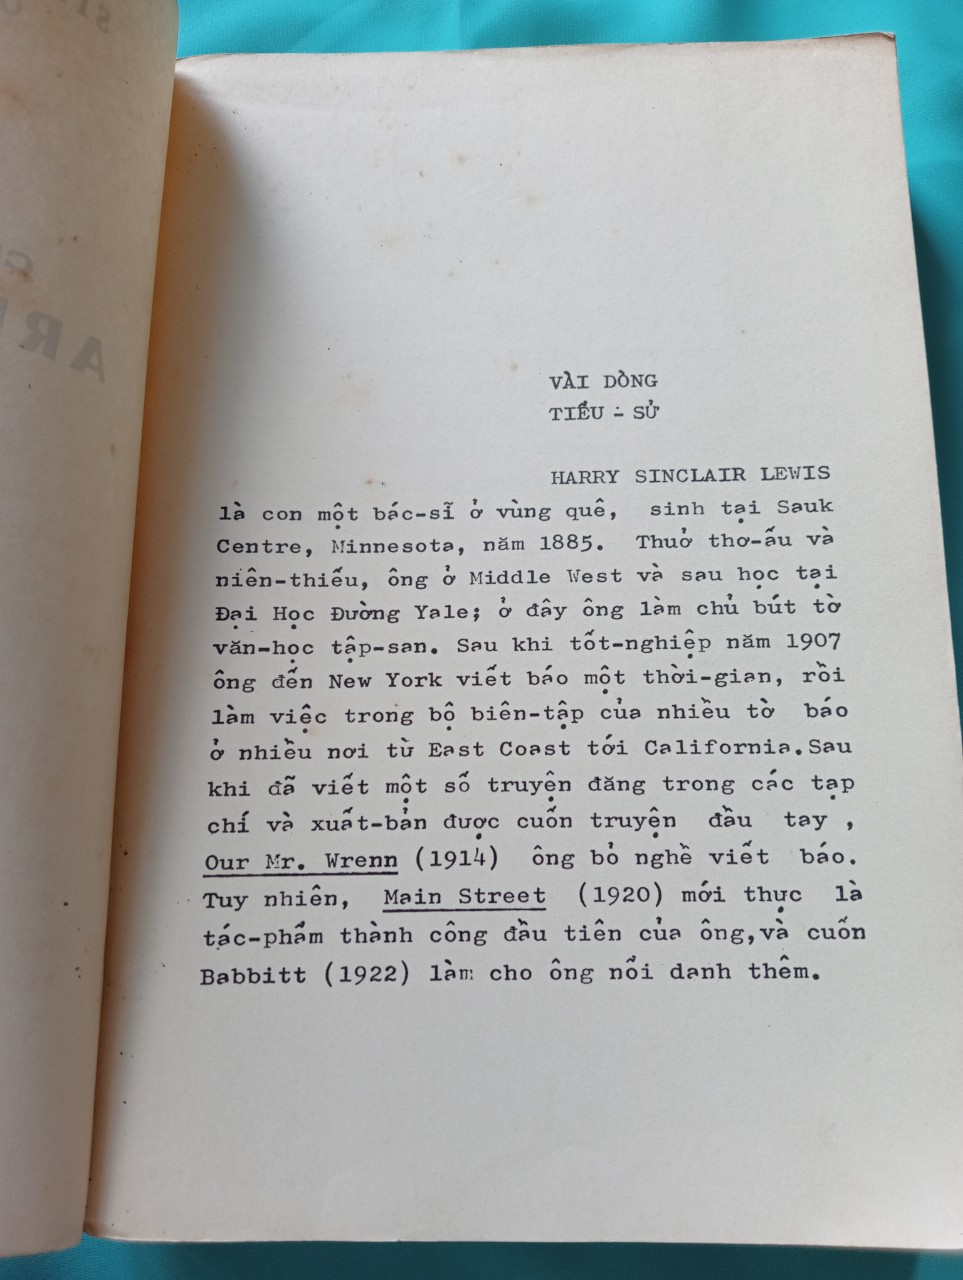 VÀI DÒNG
TIỂU - SỬ
HARRY SINCLAIR LEWIS
là con một bác-sĩ ở vùng quê, sinh tại Sauk
Centre, Minnesota, năm 1885. Thuở thơ-ấu và
niên-thiếu, ông ở Middle West và sau học tại
Đại Học Đường Yale; ở đây ông làm chủ bút tờ
văn-học tập-san. Sau khi tốt-nghiệp năm 1907
ông đến New York viết báo một thời-gian, rồi
làm việc trong bộ biên-tập của nhiều tờ báo
ở nhiều nơi từ East Coast tới California.Sau
khi đã viết một số truyện đăng trong các tạp
chí và xuất-bản được cuốn truyện đầu tay ,
Our Mr. Wrenn (1914) ông bỏ nghề viết báo.
Tuy nhiên, Main Street (1920) mới thực là
tác-phẩm thành công đầu tiên của ông,và cuốn
Babbitt (1922) làm cho ông nổi danh thêm.